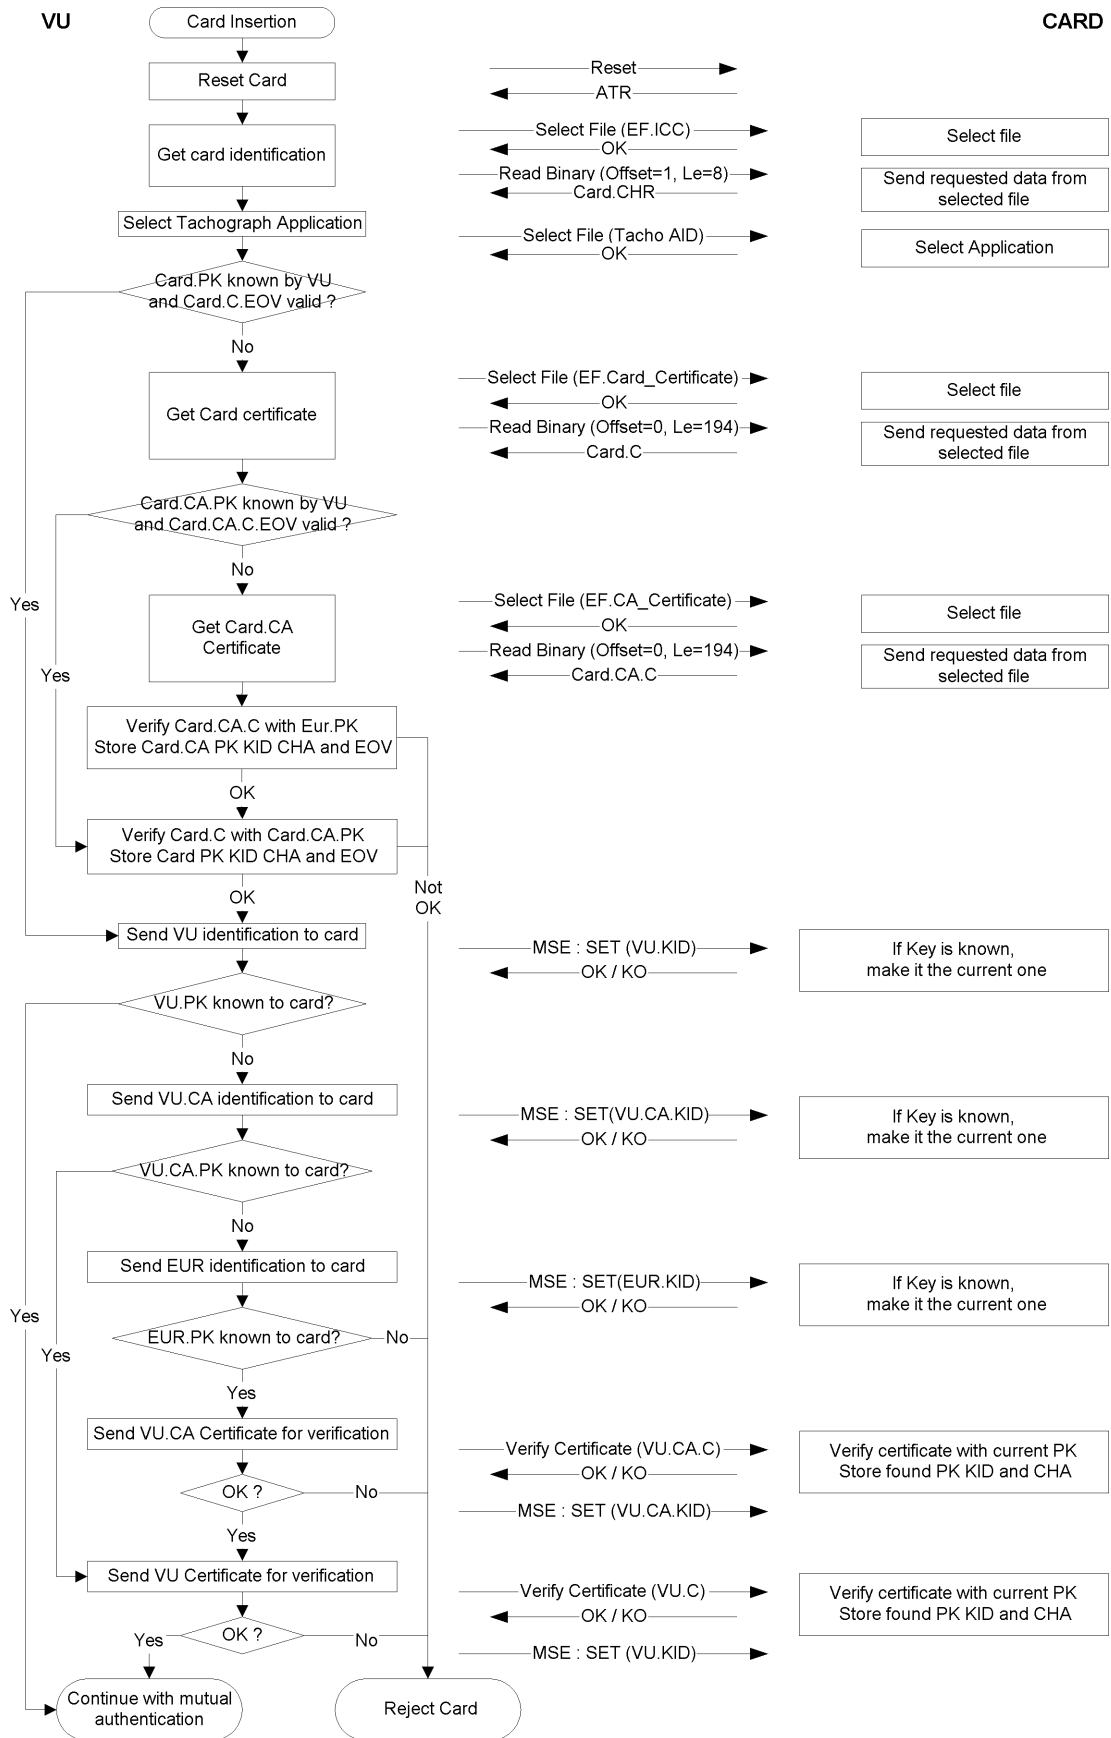 VU
Card Insertion
CARD
Reset Card
Reset
ATR
Get card identification
Select File (EF.ICC)
OK
Select file
Read Binary (Offset=1, Le=8)
Card.CHR
Send requested data from
selected file
Select Tachograph Application
Select File (Tacho AID)
OK
Select Application
Card.PK known by VU
and Card.C.EOV valid ?
No
Get Card certificate
Select File (EF.Card_Certificate)
OK
Select file
Read Binary (Offset=0, Le=194)
Card.C
Send requested data from
selected file
Card.CA.PK known by VU
and Card.CA.C.EOV valid ?
No
Yes
Get Card.CA
Certificate
Select File (EF.CA_Certificate)
OK
Select file
Read Binary (Offset=0, Le=194)
Card.CA.C
Send requested data from
selected file
Yes
Verify Card.CA.C with Eur.PK
Store Card.CA PK KID CHA and EOV
OK
Verify Card.C with Card.CA.PK
Store Card PK KID CHA and EOV
Not
OK
OK
Send VU identification to card
MSE : SET (VU.KID)
OK / KO
If Key is known,
make it the current one
VU.PK known to card?
No
Send VU.CA identification to card
MSE : SET(VU.CA.KID)
OK / KO
If Key is known,
make it the current one
VU.CA.PK known to card?
No
Send EUR identification to card
MSE : SET(EUR.KID)
OK / KO
If Key is known,
make it the current one
Yes
EUR.PK known to card?
No
Yes
Yes
Send VU.CA Certificate for verification
Verify Certificate (VU.CA.C)
OK / KO
Verify certificate with current PK
Store found PK KID and CHA
OK ?
No
MSE : SET (VU.CA.KID)
Yes
Send VU Certificate for verification
Verify Certificate (VU.C)
OK / KO
Verify certificate with current PK
Store found PK KID and CHA
OK ?
Yes
No
MSE : SET (VU.KID)
Continue with mutual
authentication
Reject Card